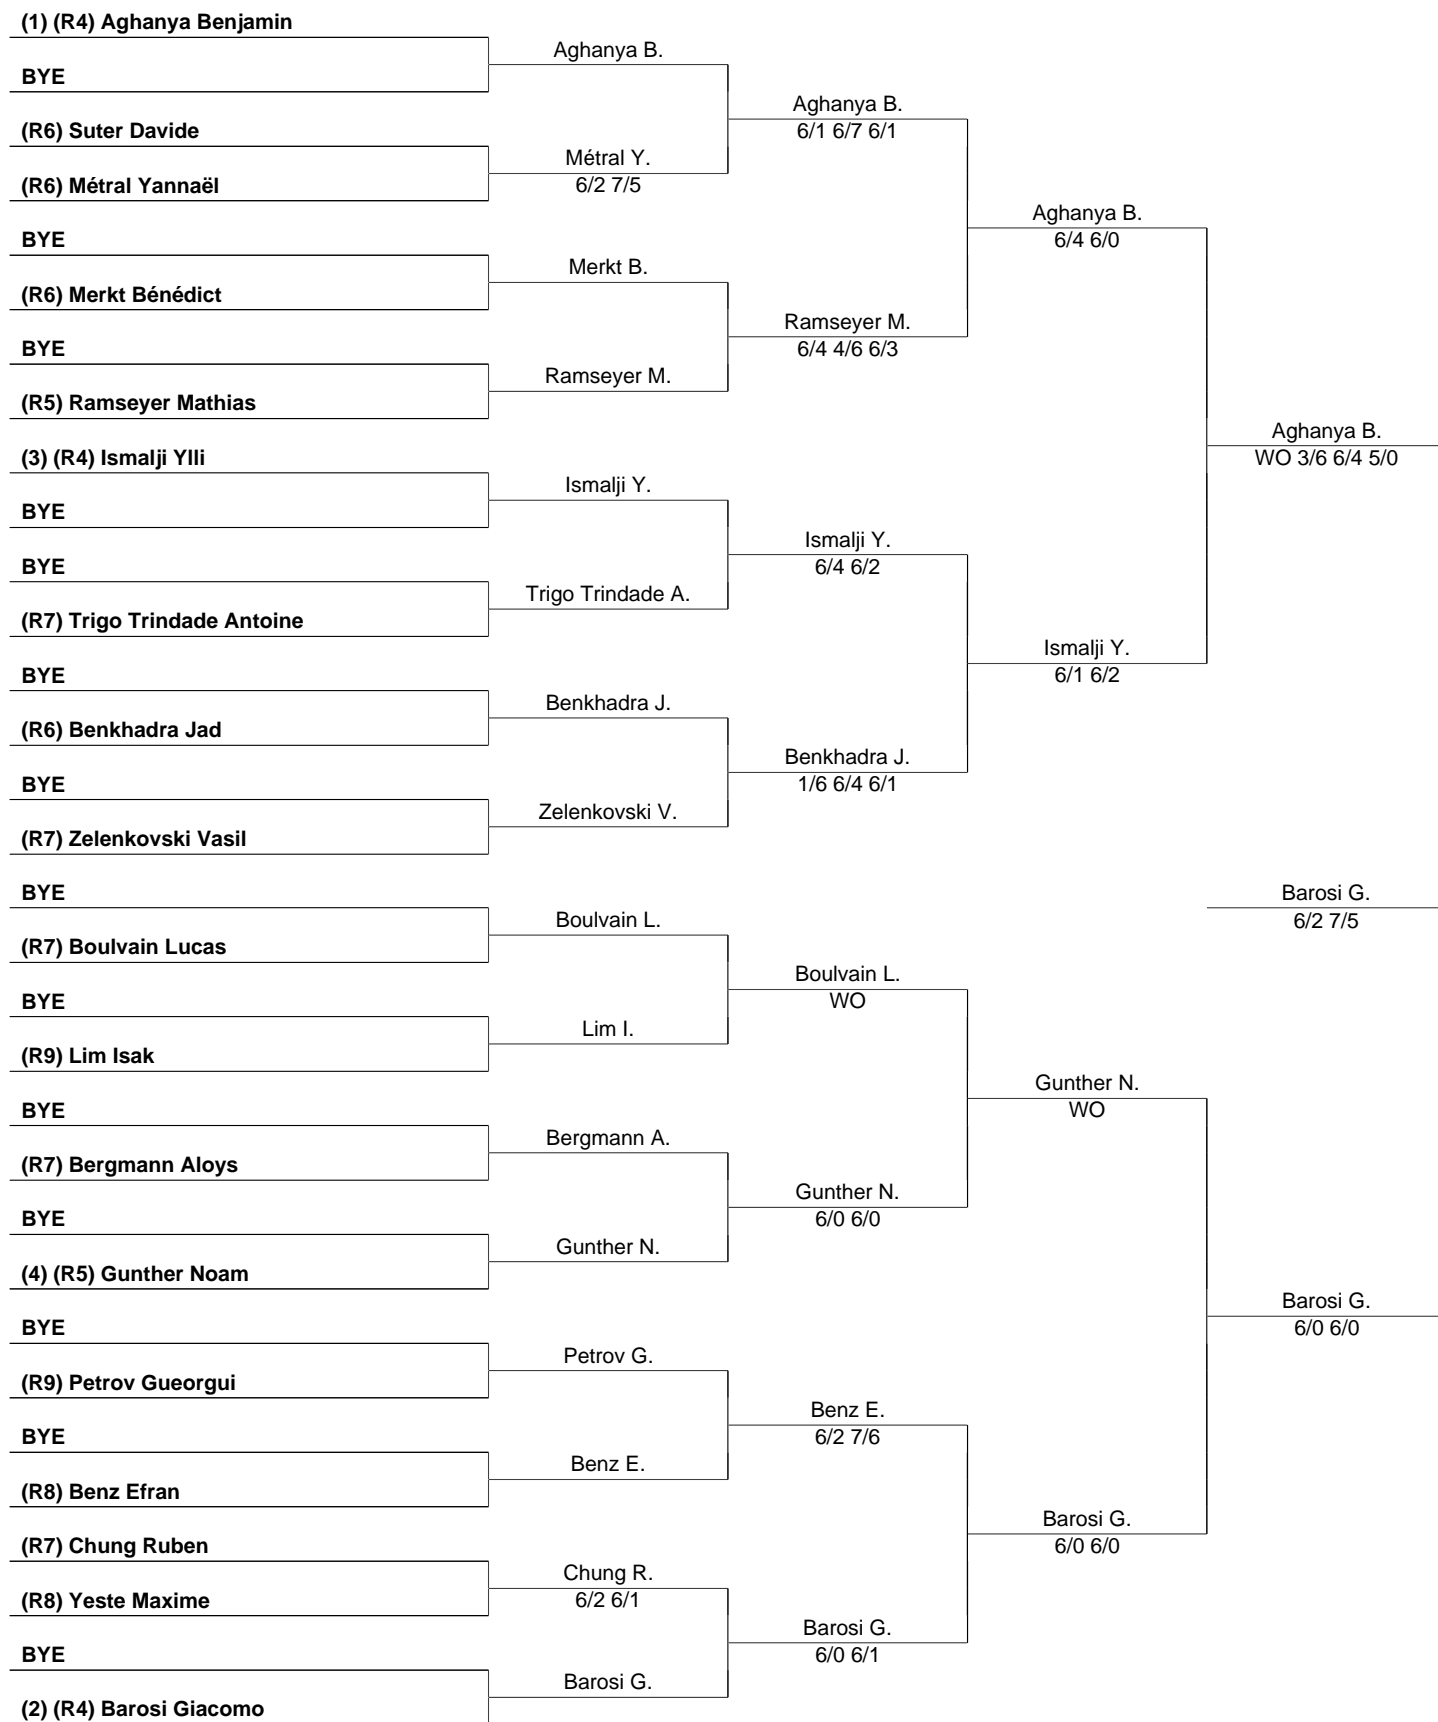 (1) (R4) Aghanya Benjamin
Aghanya B.
BYE
Aghanya B.
6/1 6/7 6/1
(R6) Suter Davide
Métral Y.
6/2 7/5
(R6) Métral Yannaël
Aghanya B.
6/4 6/0
BYE
Merkt B.
(R6) Merkt Bénédict
Ramseyer M.
6/4 4/6 6/3
BYE
Ramseyer M.
(R5) Ramseyer Mathias
Aghanya B.
WO 3/6 6/4 5/0
(3) (R4) Ismalji Ylli
Ismalji Y.
BYE
Ismalji Y.
6/4 6/2
BYE
Trigo Trindade A.
(R7) Trigo Trindade Antoine
Ismalji Y.
6/1 6/2
BYE
Benkhadra J.
(R6) Benkhadra Jad
Benkhadra J.
1/6 6/4 6/1
BYE
Zelenkovski V.
(R7) Zelenkovski Vasil
BYE
Barosi G.
6/2 7/5
Boulvain L.
(R7) Boulvain Lucas
Boulvain L.
WO
BYE
Lim I.
(R9) Lim Isak
Gunther N.
WO
BYE
Bergmann A.
(R7) Bergmann Aloys
Gunther N.
6/0 6/0
BYE
Gunther N.
(4) (R5) Gunther Noam
Barosi G.
6/0 6/0
BYE
Petrov G.
(R9) Petrov Gueorgui
Benz E.
6/2 7/6
BYE
Benz E.
(R8) Benz Efran
Barosi G.
6/0 6/0
(R7) Chung Ruben
Chung R.
6/2 6/1
(R8) Yeste Maxime
Barosi G.
6/0 6/1
BYE
Barosi G.
(2) (R4) Barosi Giacomo